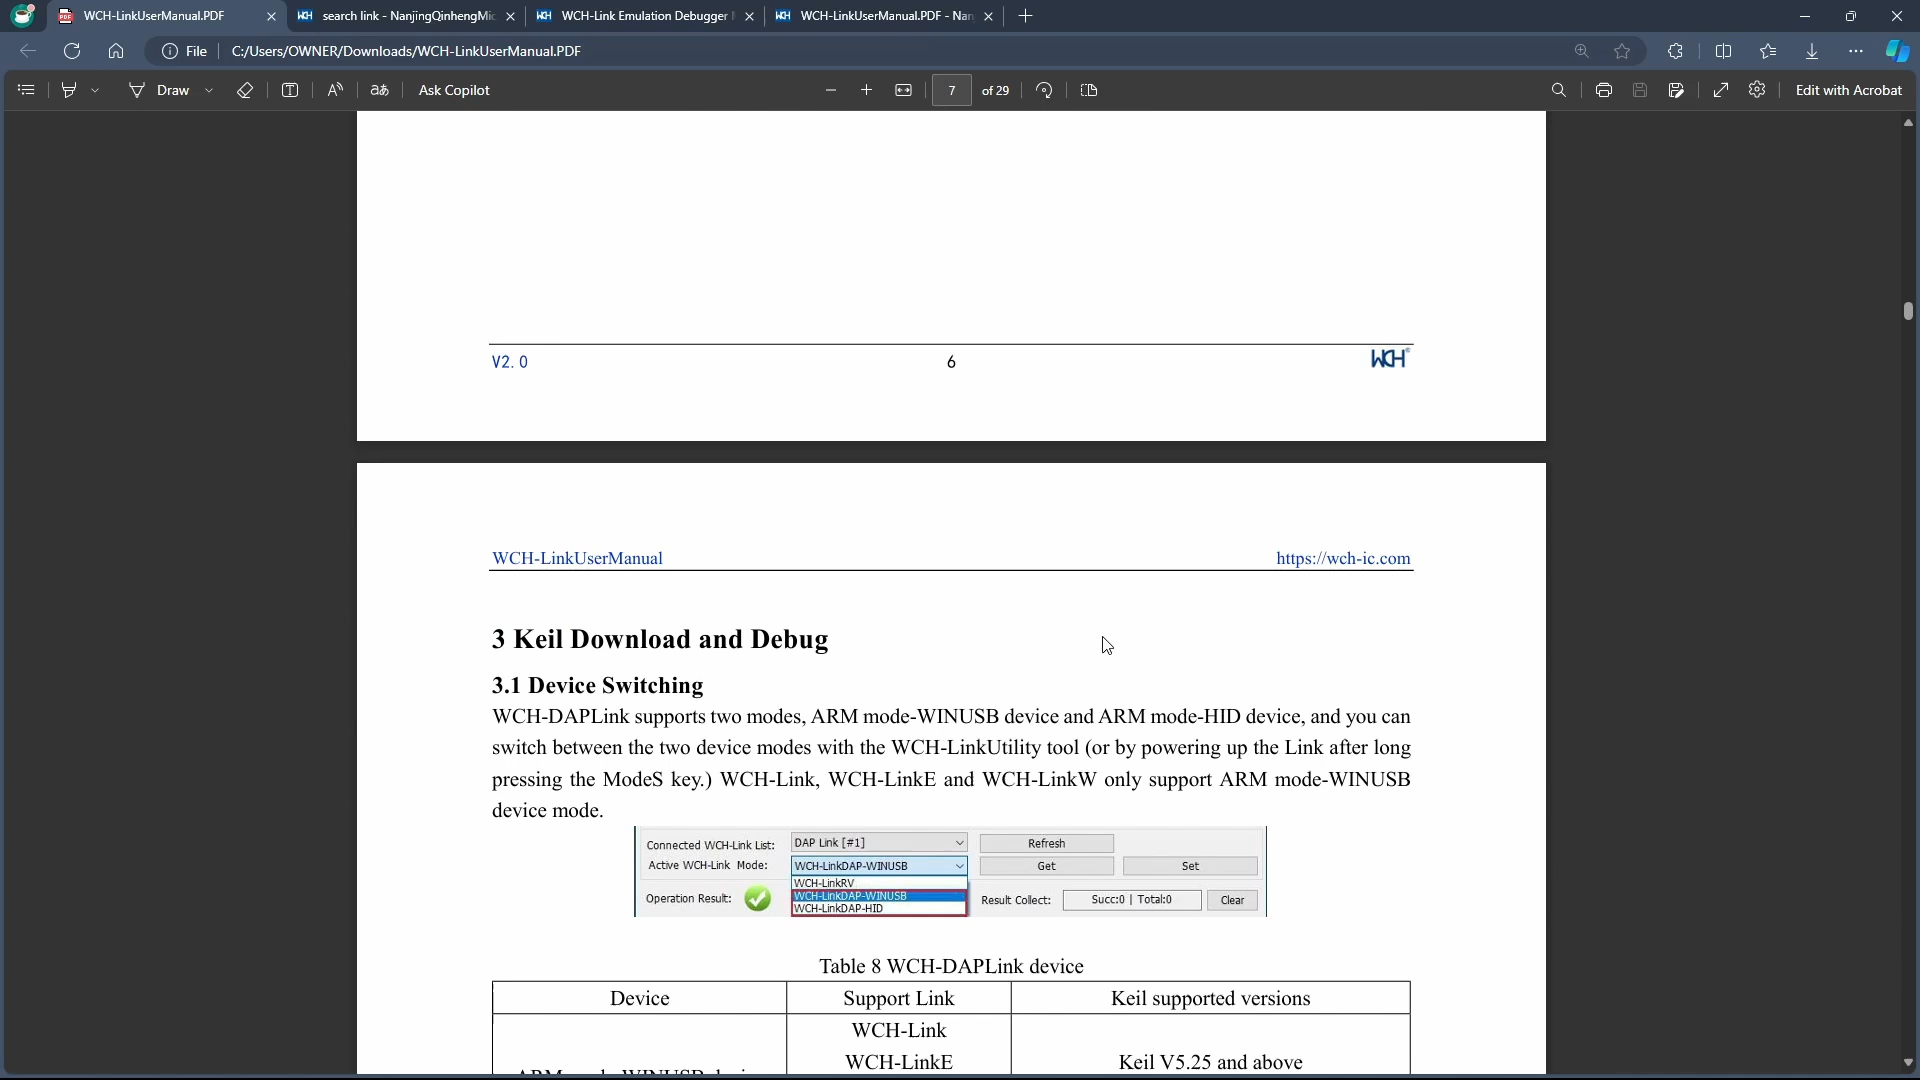 WCH-LinkUserManual.PDF
search link - NanjingQinhengMic
WCH-Link Emulation Debugger
WCH-LinkUserManual.PDF - Nan
File
C:/Users/OWNER/Downloads/WCH-LinkUserManual.PDF
Draw
Ask Copilot
7 of 29
Edit with Acrobat
V2.0
6
WCH
WCH-LinkUserManual
https://wch-ic.com
3 Keil Download and Debug
3.1 Device Switching
WCH-DAPLink supports two modes, ARM mode-WINUSB device and ARM mode-HID device, and you can
switch between the two device modes with the WCH-LinkUtility tool (or by powering up the Link after long
pressing the ModeS key.) WCH-Link, WCH-LinkE and WCH-LinkW only support ARM mode-WINUSB
device mode.
Connected WCH-Link List: DAP Link [#1] Refresh
Active WCH-Link Mode: WCH-LinkDAP-WINUSB Get Set
WCH-LinkRV
WCH-LinkDAP-WINUSB
WCH-LinkDAP-HID
Operation Result: Result Collect: Succ:0 | Total:0 Clear
Table 8 WCH-DAPLink device
Device Support Link Keil supported versions
WCH-Link
WCH-LinkE Keil V5.25 and above